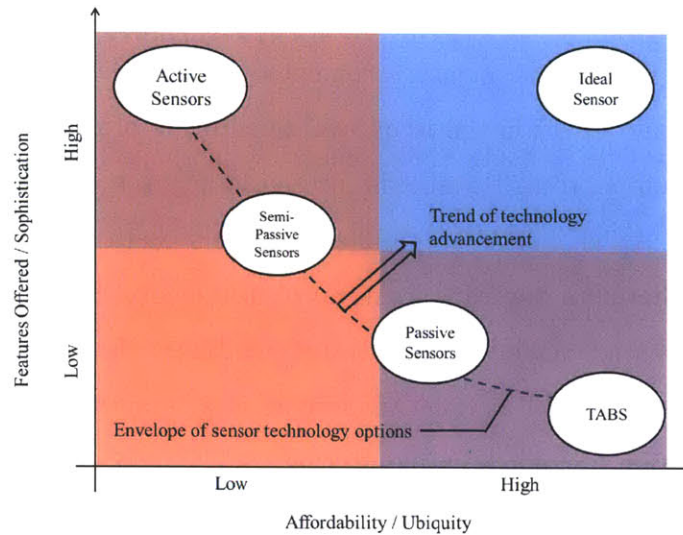 Active
Sensors
Ideal
Sensor
High
Features Offered / Sophistication
Semi-
Passive
Sensors
Trend of technology
advancement
Low
Passive
Sensors
Envelope of sensor technology options
TABS
Low
High
Affordability / Ubiquity